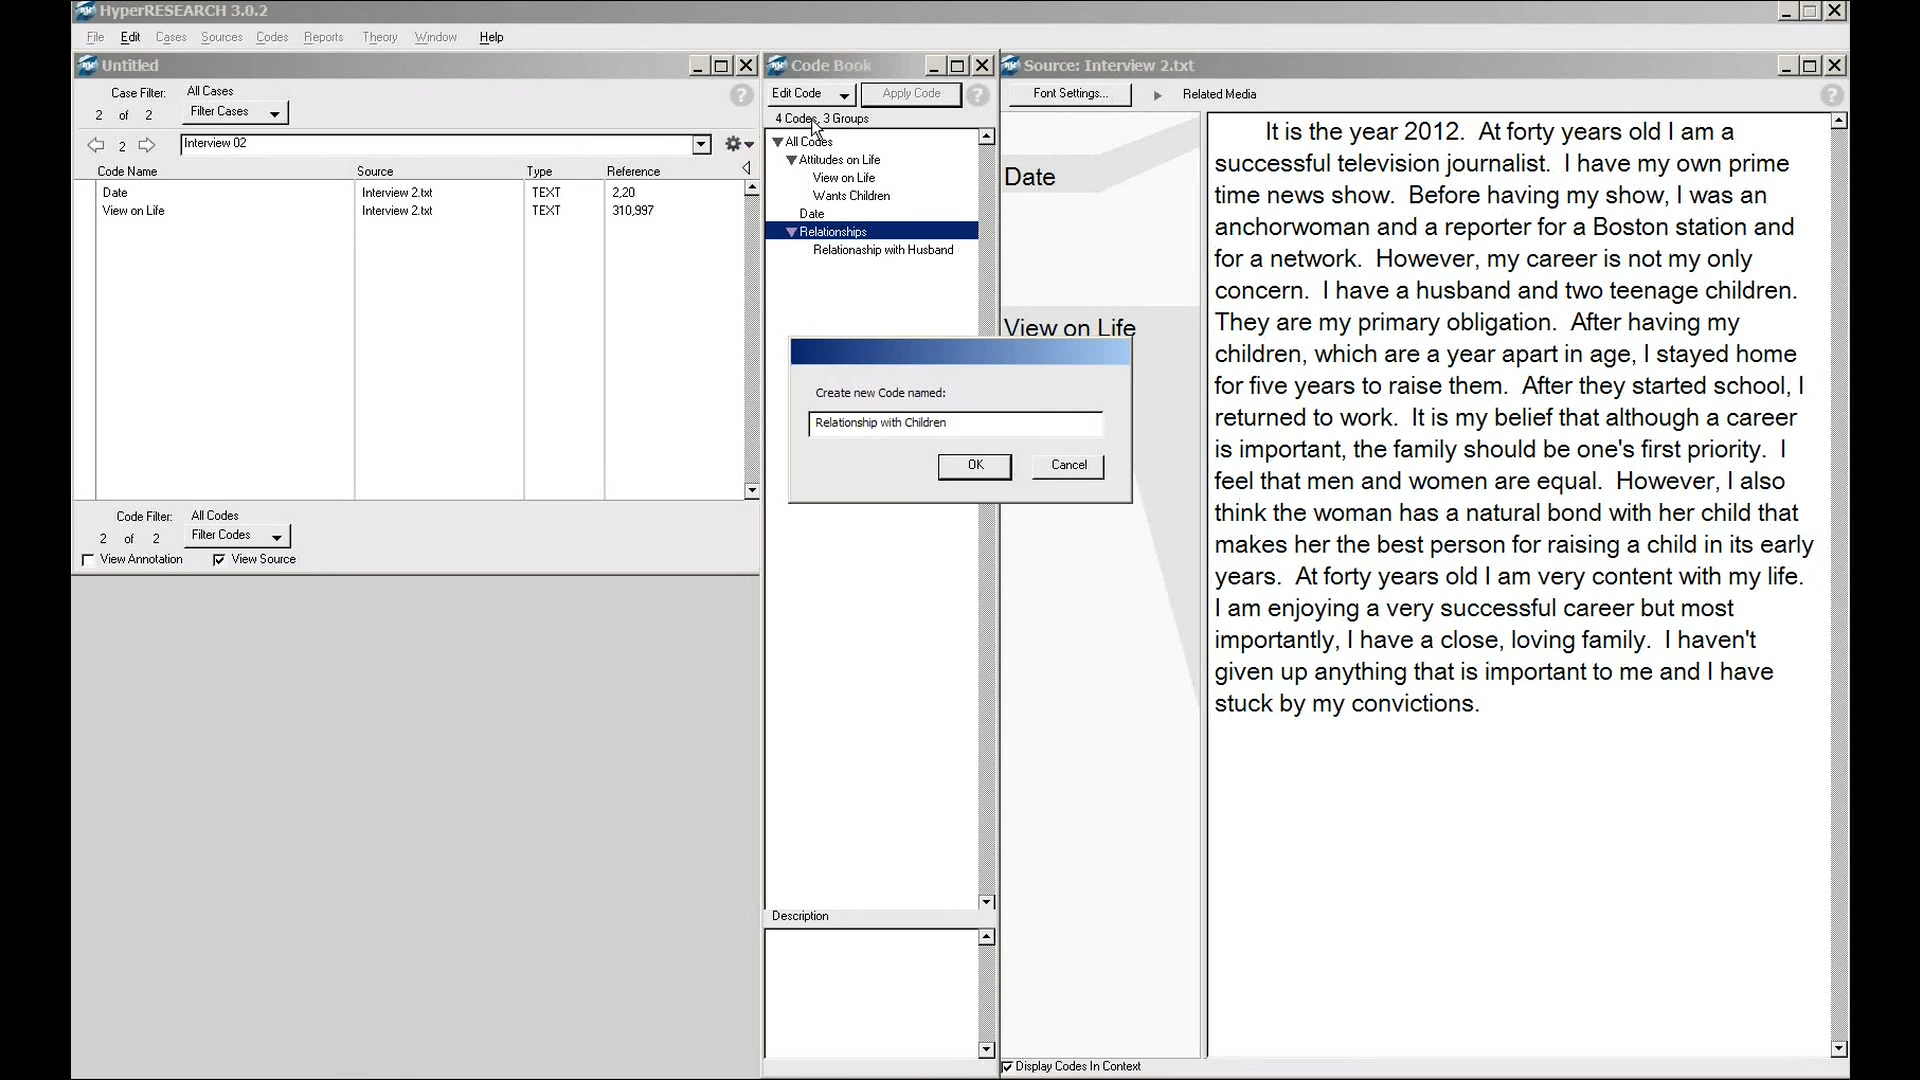 HyperRESEARCH 3.0.2
File Edit Cases Sources Codes Reports Theory Window Help
Untitled
Case Filter: All Cases
2 of 2 Filter Cases
2 Interview 02
Code Name Source Type Reference
Date Interview 2.txt TEXT 2,20
View on Life Interview 2.txt TEXT 310,997
Code Filter: All Codes
2 of 2 Filter Codes
View Annotation View Source
Code Book
Edit Code Apply Code ?
4 Codes, 3 Groups
All Codes
Attitudes on Life
View on Life
Wants Children
Date
Relationships
Relationaship with Husband
Description
Create new Code named:
Relationship with Children
OK Cancel
Source: Interview 2.txt
Font Settings... Related Media ?
Date
View on Life
It is the year 2012. At forty years old I am a
successful television journalist. I have my own prime
time news show. Before having my show, I was an
anchorwoman and a reporter for a Boston station and
for a network. However, my career is not my only
concern. I have a husband and two teenage children.
They are my primary obligation. After having my
children, which are a year apart in age, I stayed home
for five years to raise them. After they started school, I
returned to work. It is my belief that although a career
is important, the family should be one's first priority. I
feel that men and women are equal. However, I also
think the woman has a natural bond with her child that
makes her the best person for raising a child in its early
years. At forty years old I am very content with my life.
I am enjoying a very successful career but most
importantly, I have a close, loving family. I haven't
given up anything that is important to me and I have
stuck by my convictions.
Display Codes In Context